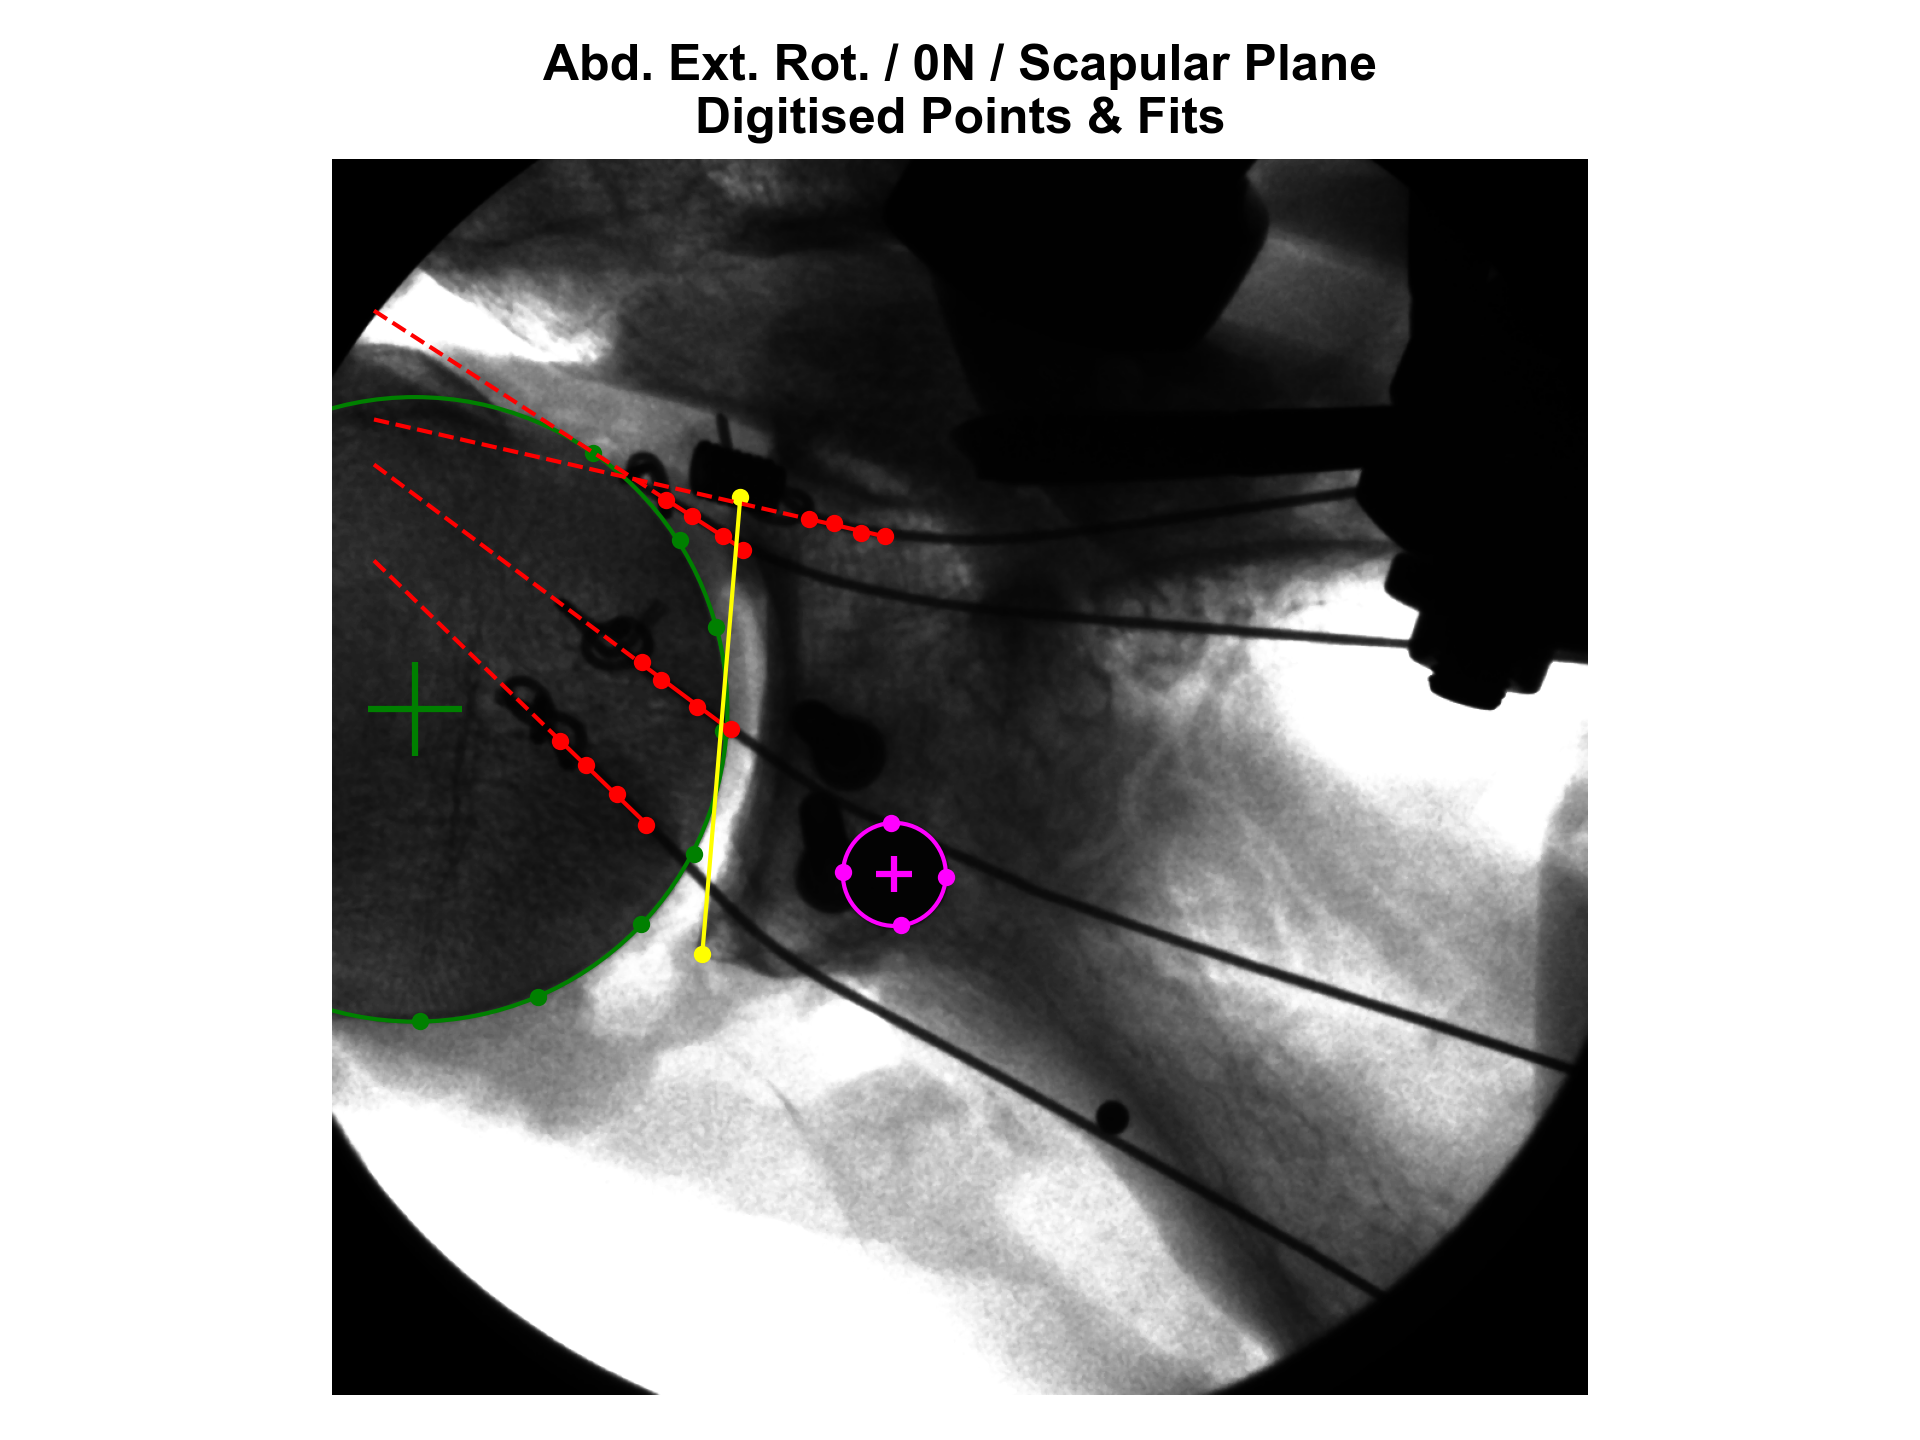 Abd. Ext. Rot. / 0N / Scapular Plane
Digitised Points & Fits